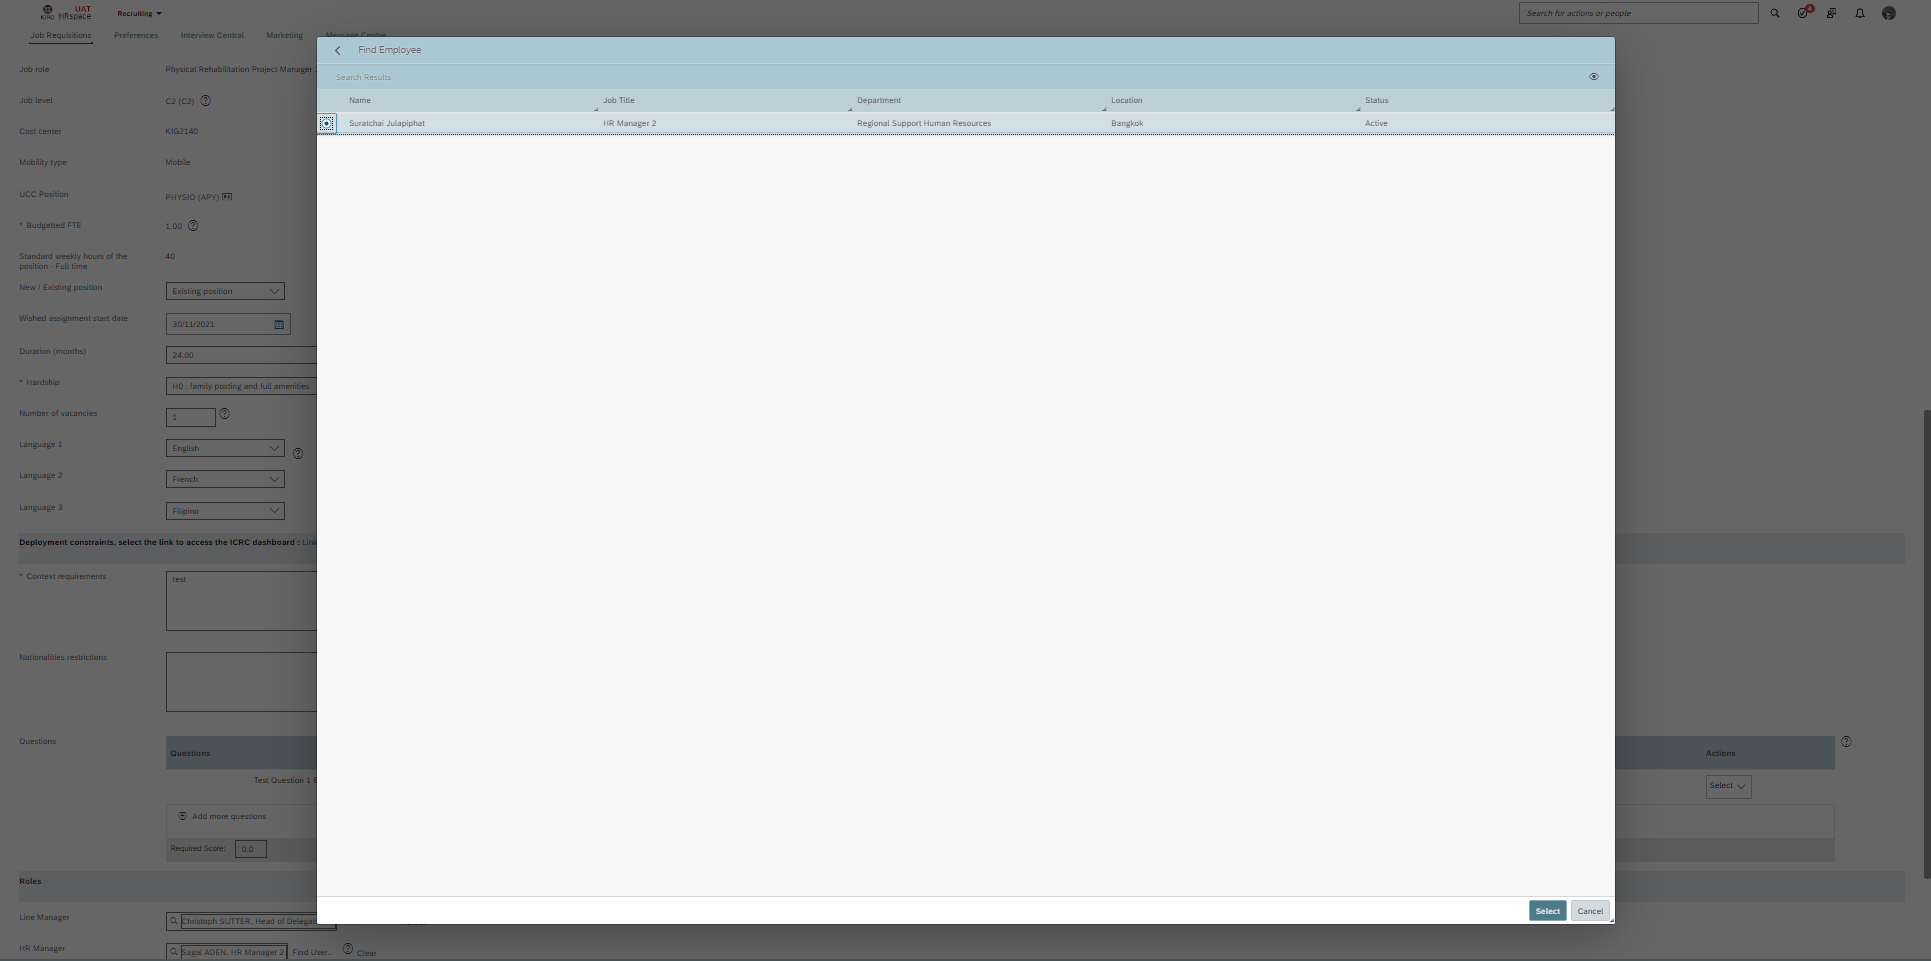 UAT
ICRC HRspace
Recruiting
Search for actions or people
4
Job Requisitions
Preferences
Interview Central
Marketing
Message Centre
Find Employee
Search Results
Name
Job Title
Department
Location
Status
Suratchai Julapiphat
HR Manager 2
Regional Support Human Resources
Bangkok
Active
Job role
Physical Rehabilitation Project Manager
Job level
C2 (C2)
Cost center
KIG2140
Mobility type
Mobile
UCC Position
PHYSIO (APY)
* Budgetted FTE
1.00
Standard weekly hours of the
position - Full time
40
New / Existing position
Existing position
Wished assignment start date
30/11/2021
Duration (months)
24.00
* Hardship
H0 : family posting and full amenities
Number of vacancies
1
Language 1
English
Language 2
French
Language 3
Filipino
Deployment constraints, select the link to access the ICRC dashboard : Link
* Context requirements
test
Nationalities restrictions
Questions
Questions
Actions
Test Question 1
Select
Add more questions
Required Score:
0.0
Roles
Line Manager
Christoph SUTTER, Head of Delegat
HR Manager
Sagal ADEN, HR Manager 2
Find User...
Clear
Select
Cancel